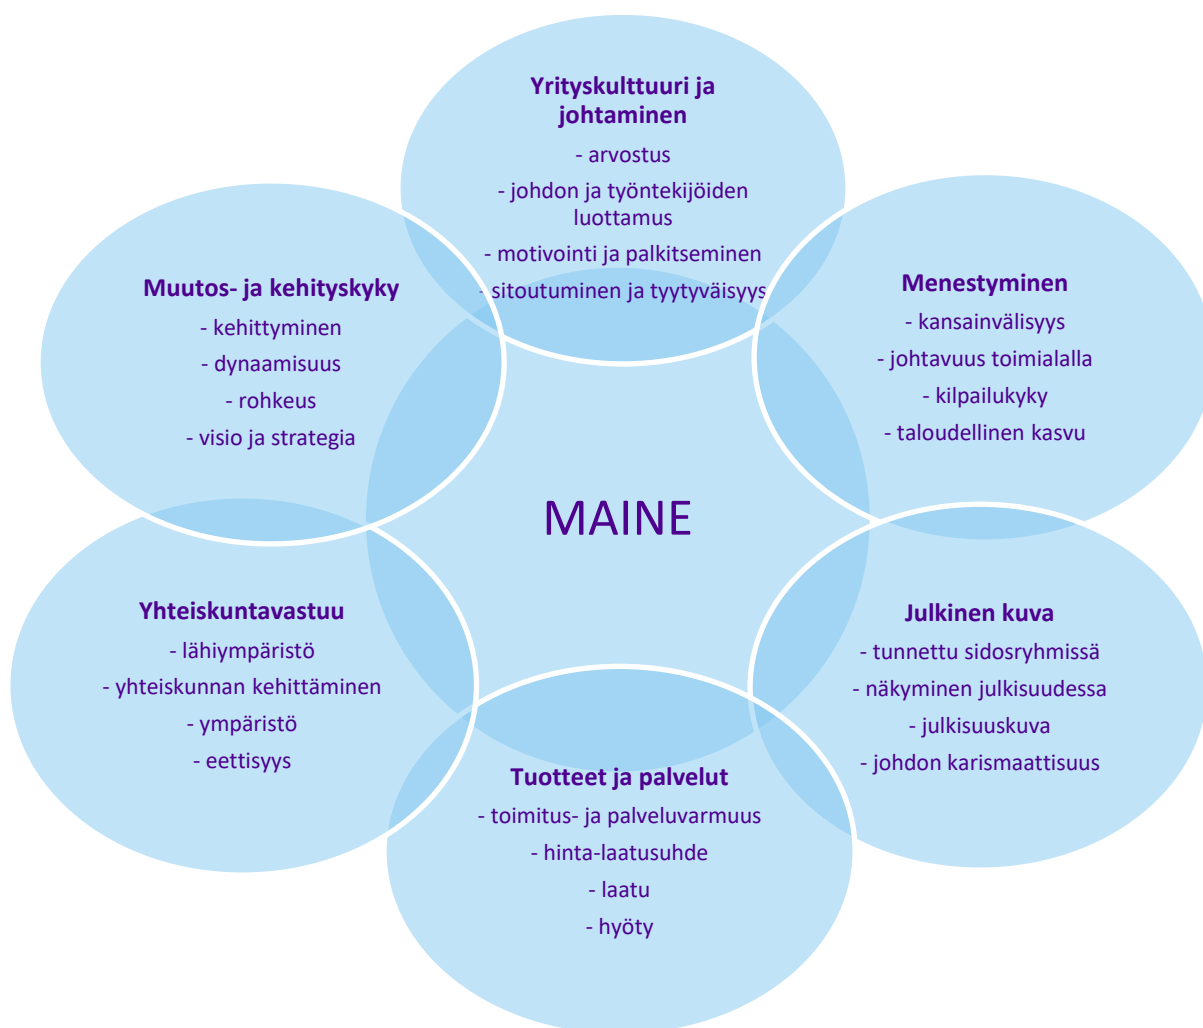 Yrityskulttuuri ja
johtaminen
- arvostus
- johdon ja työntekijöiden
luottamus
- motivointi ja palkitseminen
- sitoutuminen ja tyytyväisyys
Menestyminen
- kansainvälisyys
- johtavuus toimialalla
- kilpailukyky
- taloudellinen kasvu
Julkinen kuva
- tunnettu sidosryhmissä
- näkyminen julkisuudessa
- julkisuuskuva
- johdon karismaattisuus
Tuotteet ja palvelut
- toimitus- ja palveluvarmuus
- hinta-laatusuhde
- laatu
- hyöty
Yhteiskuntavastuu
- lähiympäristö
- yhteiskunnan kehittäminen
- ympäristö
- eettisyys
Muutos- ja kehityskyky
- kehittyminen
- dynaamisuus
- rohkeus
- visio ja strategia
MAINE